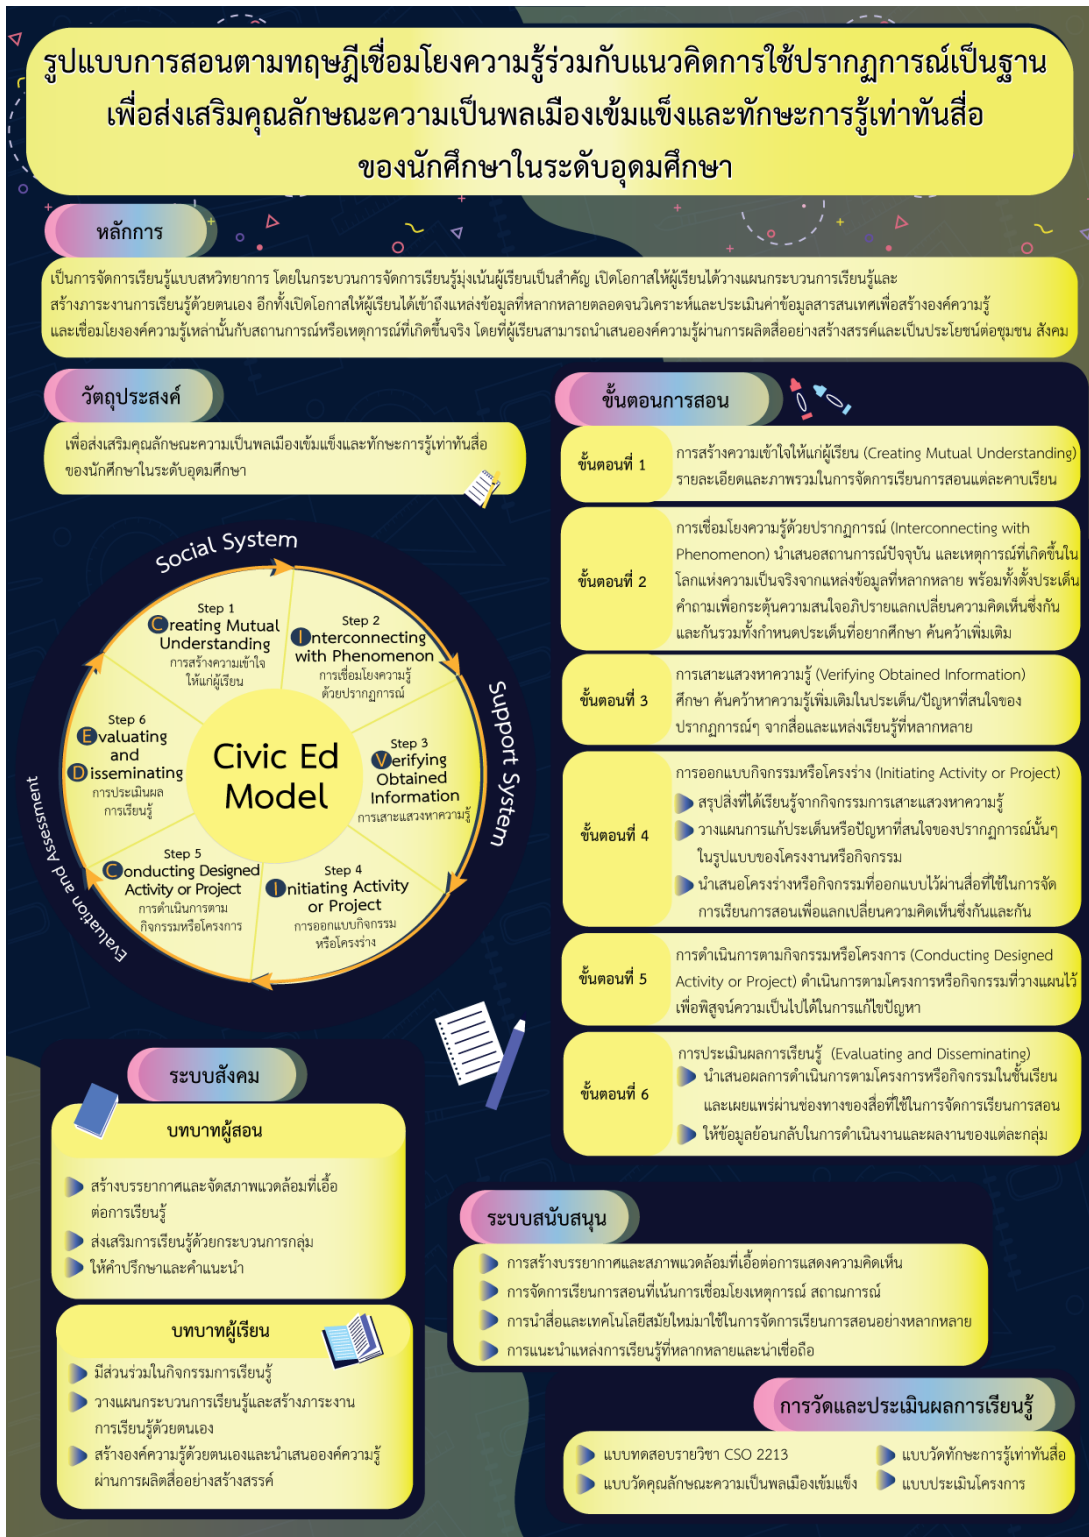 รูปแบบการสอนตามทฤษฎีเชื่อมโยงความรู้ร่วมกับแนวคิดการใช้ปรากฏการณ์เป็นฐาน
เพื่อส่งเสริมคุณลักษณะความเป็นพลเมืองเข้มแข็งและทักษะการรู้เท่าทันสื่อ
ของนักศึกษาในระดับอุดมศึกษา
หลักการ
เป็นการจัดการเรียนรู้แบบสหวิทยาการ โดยในกระบวนการจัดการเรียนรู้มุ่งเน้นผู้เรียนเป็นสำคัญ เปิดโอกาสให้ผู้เรียนได้วางแผนกระบวนการเรียนรู้และ
สร้างภาระงานการเรียนรู้ด้วยตนเอง อีกทั้งเปิดโอกาสให้ผู้เรียนได้เข้าถึงแหล่งข้อมูลที่หลากหลายตลอดจนวิเคราะห์และประเมินค่าข้อมูลสารสนเทศเพื่อสร้างองค์ความรู้
และเชื่อมโยงองค์ความรู้เหล่านั้นกับสถานการณ์หรือเหตุการณ์ที่เกิดขึ้นจริง โดยที่ผู้เรียนสามารถนำเสนอองค์ความรู้ผ่านการผลิตสื่ออย่างสร้างสรรค์และเป็นประโยชน์ต่อชุมชน สังคม
วัตถุประสงค์
เพื่อส่งเสริมคุณลักษณะความเป็นพลเมืองเข้มแข็งและทักษะการรู้เท่าทันสื่อ
ของนักศึกษาในระดับอุดมศึกษา
Social System
Support System
Evaluation and Assessment
Civic Ed
Model
Step 1
Creating Mutual
Understanding
การสร้างความเข้าใจ
ให้แก่ผู้เรียน
Step 2
Interconnecting
with Phenomenon
การเชื่อมโยงความรู้
ด้วยปรากฏการณ์
Step 3
Verifying
Obtained
Information
การเสาะแสวงหาความรู้
Step 4
Initiating Activity
or Project
การออกแบบกิจกรรม
หรือโครงร่าง
Step 5
Conducting Designed
Activity or Project
การดำเนินการตาม
กิจกรรมหรือโครงการ
Step 6
Evaluating
and
Disseminating
การประเมินผล
การเรียนรู้
ขั้นตอนการสอน
ขั้นตอนที่ 1
การสร้างความเข้าใจให้แก่ผู้เรียน (Creating Mutual Understanding)
รายละเอียดและภาพรวมในการจัดการเรียนการสอนแต่ละคาบเรียน
ขั้นตอนที่ 2
การเชื่อมโยงความรู้ด้วยปรากฏการณ์ (Interconnecting with
Phenomenon) นำเสนอสถานการณ์ปัจจุบัน และเหตุการณ์ที่เกิดขึ้นใน
โลกแห่งความเป็นจริงจากแหล่งข้อมูลที่หลากหลาย พร้อมทั้งตั้งประเด็น
คำถามเพื่อกระตุ้นความสนใจอภิปรายแลกเปลี่ยนความคิดเห็นซึ่งกัน
และกันรวมทั้งกำหนดประเด็นที่อยากศึกษา ค้นคว้าเพิ่มเติม
ขั้นตอนที่ 3
การเสาะแสวงหาความรู้ (Verifying Obtained Information)
ศึกษา ค้นคว้าหาความรู้เพิ่มเติมในประเด็น/ปัญหาที่สนใจของ
ปรากฏการณ์ๆ จากสื่อและแหล่งเรียนรู้ที่หลากหลาย
ขั้นตอนที่ 4
การออกแบบกิจกรรมหรือโครงร่าง (Initiating Activity or Project)
สรุปสิ่งที่ได้เรียนรู้จากกิจกรรมการเสาะแสวงหาความรู้
วางแผนการแก้ประเด็นหรือปัญหาที่สนใจของปรากฏการณ์นั้นๆ
ในรูปแบบของโครงงานหรือกิจกรรม
นำเสนอโครงร่างหรือกิจกรรมที่ออกแบบไว้ผ่านสื่อที่ใช้ในการจัด
การเรียนการสอนเพื่อแลกเปลี่ยนความคิดเห็นซึ่งกันและกัน
ขั้นตอนที่ 5
การดำเนินการตามกิจกรรมหรือโครงการ (Conducting Designed
Activity or Project) ดำเนินการตามโครงการหรือกิจกรรมที่วางแผนไว้
เพื่อพิสูจน์ความเป็นไปได้ในการแก้ไขปัญหา
ขั้นตอนที่ 6
การประเมินผลการเรียนรู้ (Evaluating and Disseminating)
นำเสนอผลการดำเนินการตามโครงการหรือกิจกรรมในชั้นเรียน
และเผยแพร่ผ่านช่องทางของสื่อที่ใช้ในการจัดการเรียนการสอน
ให้ข้อมูลย้อนกลับในการดำเนินงานและผลงานของแต่ละกลุ่ม
ระบบสังคม
บทบาทผู้สอน
สร้างบรรยากาศและจัดสภาพแวดล้อมที่เอื้อ
ต่อการเรียนรู้
ส่งเสริมการเรียนรู้ด้วยกระบวนการกลุ่ม
ให้คำปรึกษาและคำแนะนำ
บทบาทผู้เรียน
มีส่วนร่วมในกิจกรรมการเรียนรู้
วางแผนกระบวนการเรียนรู้และสร้างภาระงาน
การเรียนรู้ด้วยตนเอง
สร้างองค์ความรู้ด้วยตนเองและนำเสนอองค์ความรู้
ผ่านการผลิตสื่ออย่างสร้างสรรค์
ระบบสนับสนุน
การสร้างบรรยากาศและสภาพแวดล้อมที่เอื้อต่อการแสดงความคิดเห็น
การจัดการเรียนการสอนที่เน้นการเชื่อมโยงเหตุการณ์ สถาณการณ์
การนำสื่อและเทคโนโลยีสมัยใหม่มาใช้ในการจัดการเรียนการสอนอย่างหลากหลาย
การแนะนำแหล่งการเรียนรู้ที่หลากหลายและน่าเชื่อถือ
การวัดและประเมินผลการเรียนรู้
แบบทดสอบรายวิชา CSO 2213
แบบวัดทักษะการรู้เท่าทันสื่อ
แบบวัดคุณลักษณะความเป็นพลเมืองเข้มแข็ง
แบบประเมินโครงการ